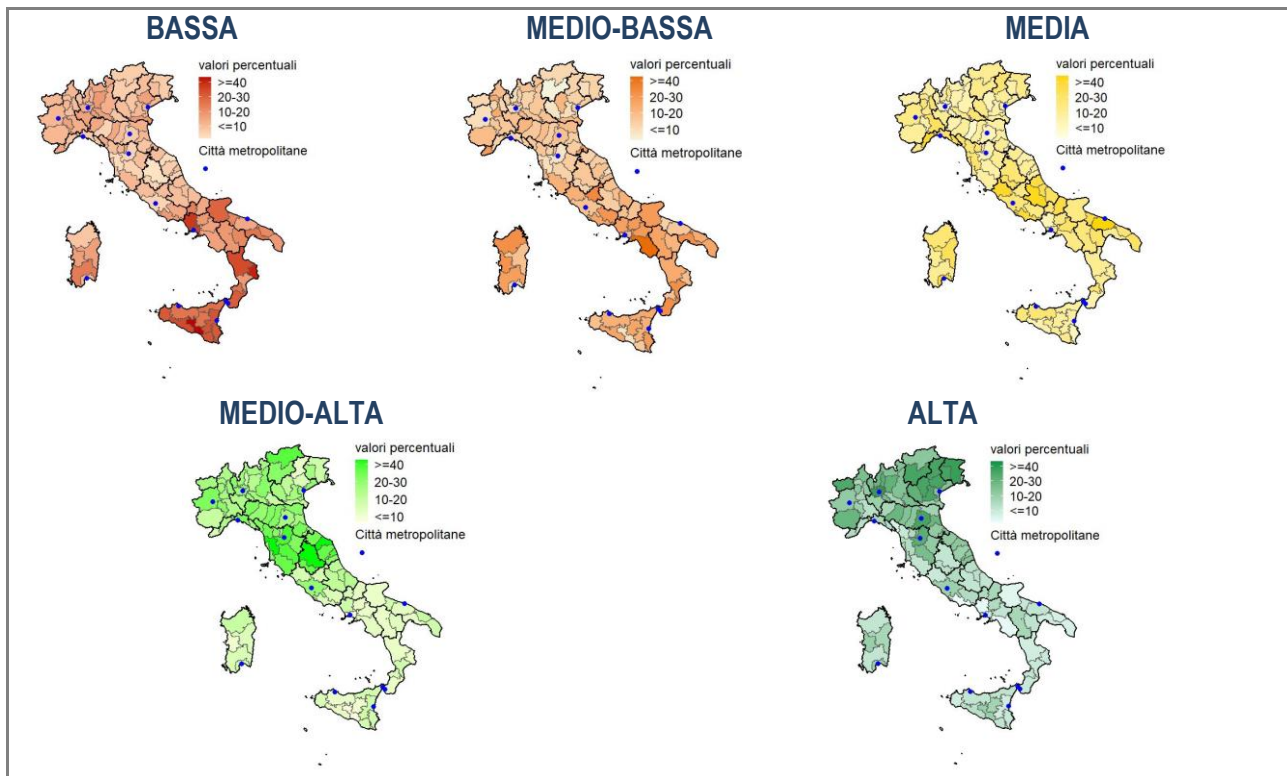 BASSA
valori percentuali
>=40
20-30
10-20
<=10
Città metropolitane
MEDIO-BASSA
valori percentuali
>=40
20-30
10-20
<=10
Città metropolitane
MEDIA
valori percentuali
>=40
20-30
10-20
<=10
Città metropolitane
MEDIO-ALTA
valori percentuali
>=40
20-30
10-20
<=10
Città metropolitane
ALTA
valori percentuali
>=40
20-30
10-20
<=10
Città metropolitane